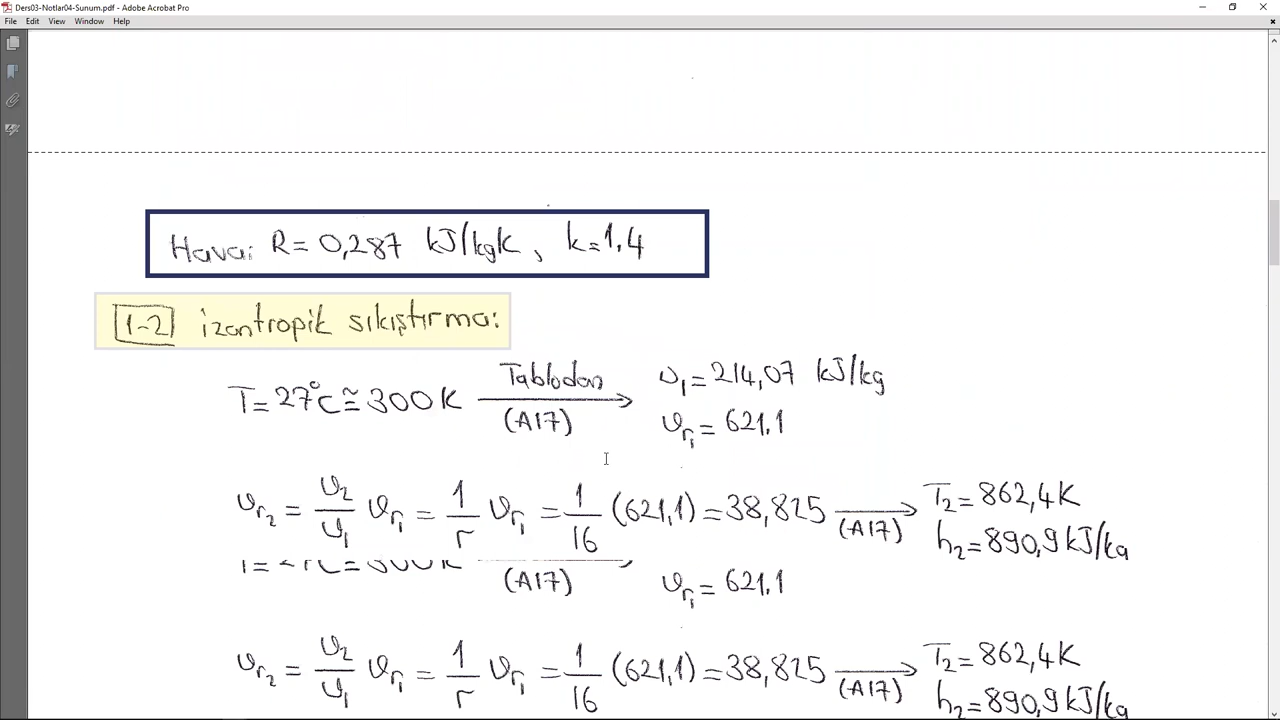 Ders03-Notlar04-Sunum.pdf - Adobe Acrobat Pro
File Edit View Window Help
Hava: R = 0,287 kJ/kgK, k=1,4
1-2 izantropik sıkıştırma:
T=27°C≅300K Tablodan (A17) → u₁=214,07 kJ/kg
υr₁ = 621.1
υr₂ = υ₂/υ₁ υr₁ = 1/r υr₁ = 1/16 (621,1) = 38,825 (A17) → T₂=862,4K
h₂=890,9 kJ/kg
(A17) υr₁ = 621.1
υr₂ = υ₂/υ₁ υr₁ = 1/r υr₁ = 1/16 (621,1) = 38,825 (A17) → T₂=862,4K
h₂=890,9 kJ/kg